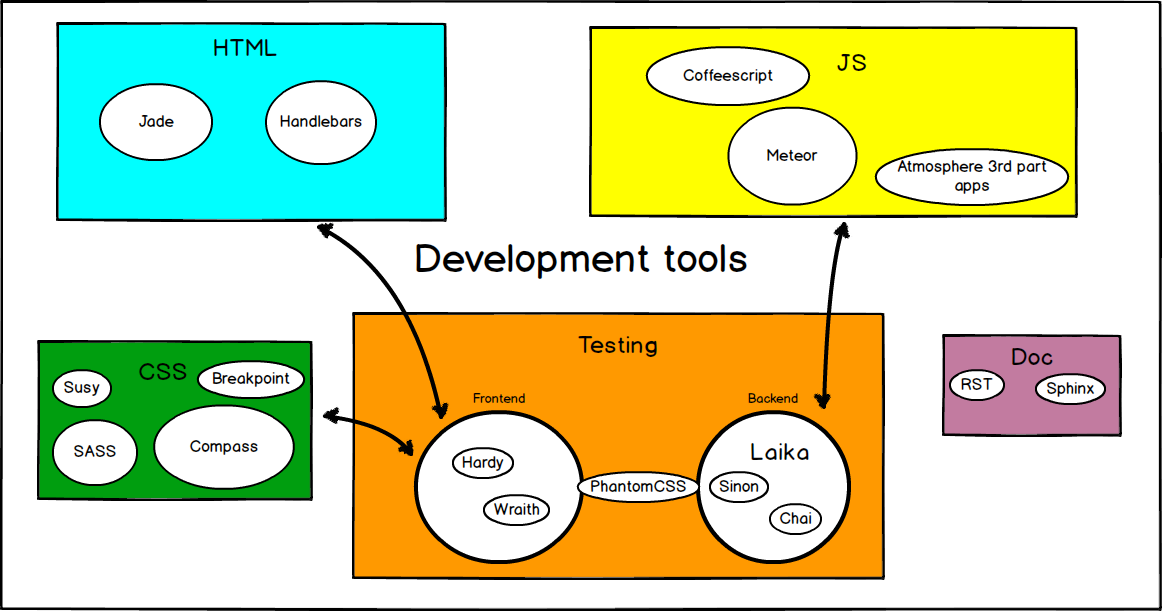 HTML
Jade
Handlebars
JS
Coffeescript
Meteor
Atmosphere 3rd part
apps
Development tools
CSS
Susy
Breakpoint
SASS
Compass
Testing
Frontend
Hardy
Wraith
PhantomCSS
Backend
Laika
Sinon
Chai
Doc
RST
Sphinx